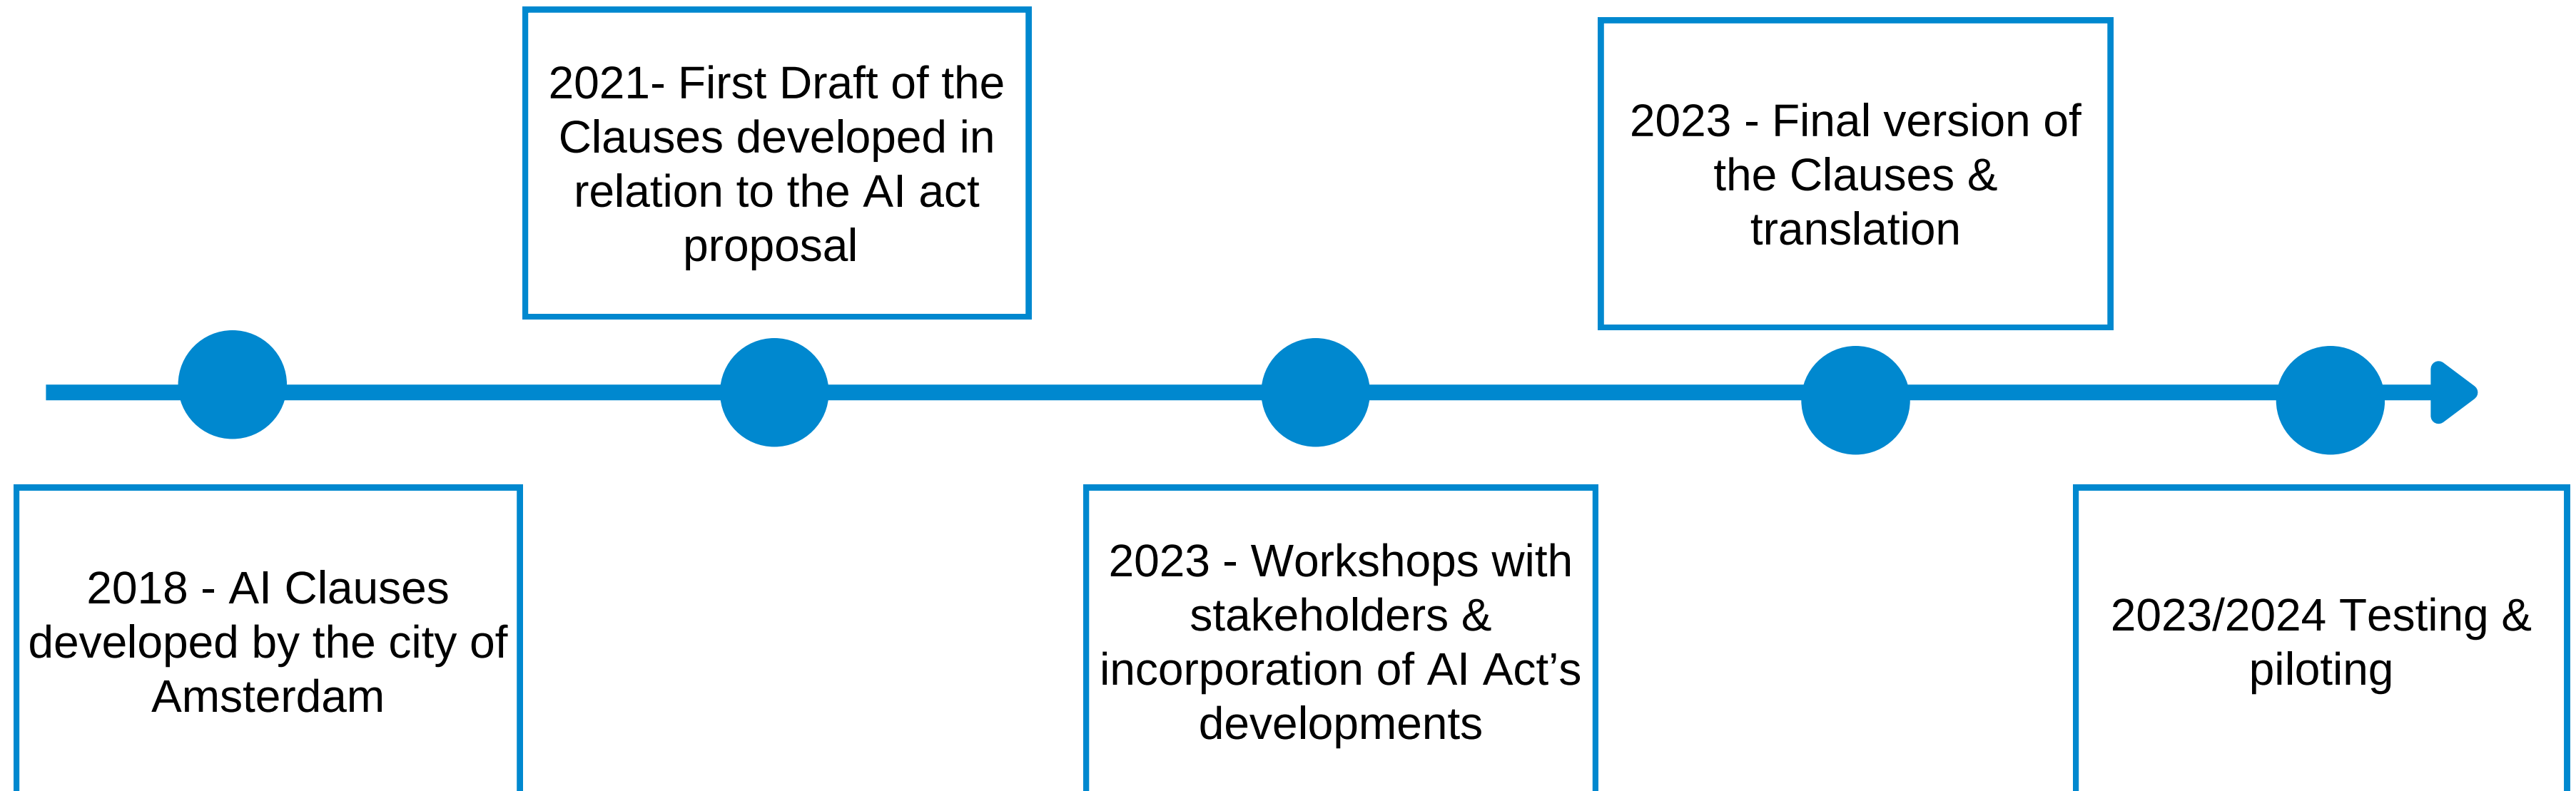 2018 - AI Clauses
developed by the city of
Amsterdam
2021- First Draft of the
Clauses developed in
relation to the AI act
proposal
2023 - Workshops with
stakeholders &
incorporation of AI Act’s
developments
2023 - Final version of
the Clauses &
translation
2023/2024 Testing &
piloting